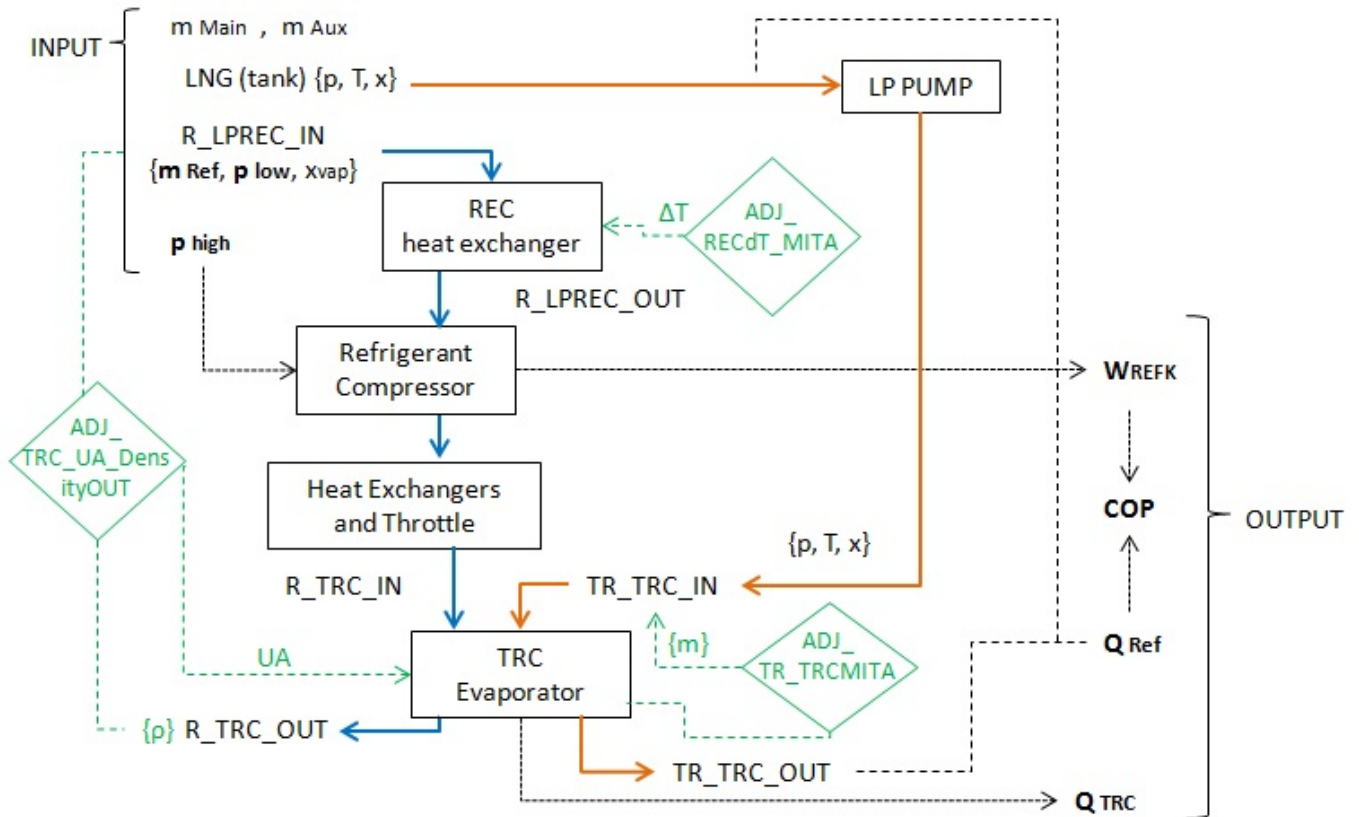 m Main , m Aux
INPUT
LNG (tank) {p, T, x}
LP PUMP
R_LPREC_IN
{m Ref, p low, xvap}
REC
heat exchanger
ΔT
ADJ_
RECdT_MITA
p high
R_LPREC_OUT
Refrigerant
Compressor
WREFK
ADJ_
TRC_UA_Dens
ityOUT
Heat Exchangers
and Throttle
COP
OUTPUT
{p, T, x}
R_TRC_IN
TR_TRC_IN
UA
TRC
Evaporator
{m}
ADJ_
TR_TRCMITA
Q Ref
{ρ} R_TRC_OUT
TR_TRC_OUT
Q TRC